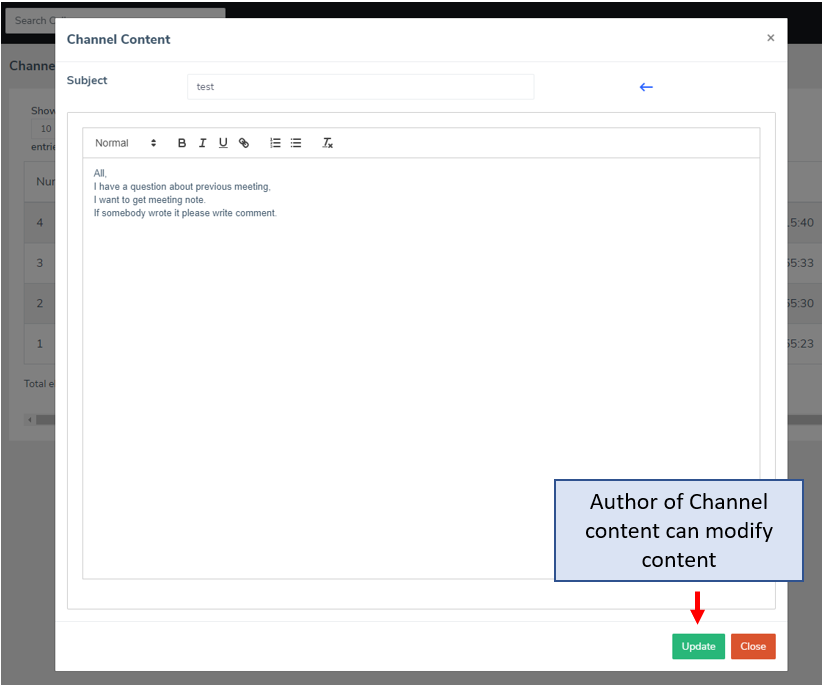 Search
Channel Content
×
Channe
Subject
test
Show
10
entrie
Normal
B I U
All,
I have a question about previous meeting,
I want to get meeting note.
If somebody wrote it please write comment.
Nur
4
5:40
3
55:33
2
55:30
1
55:23
Total e
Author of Channel
content can modify
content
Update Close